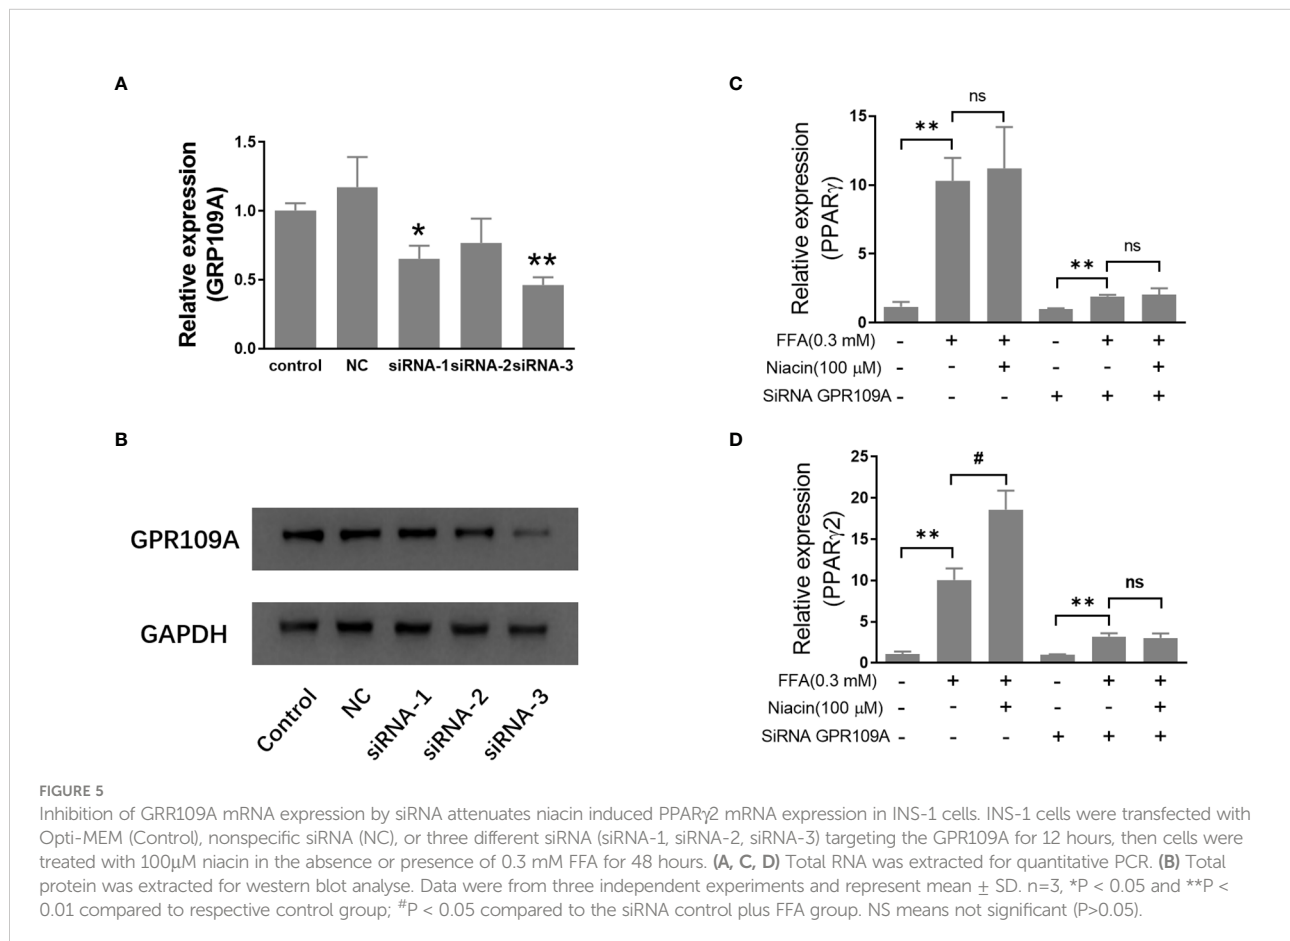 A
Relative expression
(GRP109A)
1.5
1.0
0.5
0.0
*
**
control NC siRNA-1 siRNA-2 siRNA-3
B
GPR109A
GAPDH
Control NC siRNA-1 siRNA-2 siRNA-3
C
Relative expression
(PPARγ)
15
10
5
0
** ns ** ns
FFA(0.3 mM) - + + - + +
Niacin(100 μM) - - + - - +
SiRNA GPR109A - - - + + +
D
Relative expression
(PPARγ2)
25
20
15
10
5
0
** # ** ns
FFA(0.3 mM) - + + - + +
Niacin(100 μM) - - + - - +
SiRNA GPR109A - - - + + +
FIGURE 5
Inhibition of GRR109A mRNA expression by siRNA attenuates niacin induced PPARγ2 mRNA expression in INS-1 cells. INS-1 cells were transfected with
Opti-MEM (Control), nonspecific siRNA (NC), or three different siRNA (siRNA-1, siRNA-2, siRNA-3) targeting the GPR109A for 12 hours, then cells were
treated with 100μM niacin in the absence or presence of 0.3 mM FFA for 48 hours. (A, C, D) Total RNA was extracted for quantitative PCR. (B) Total
protein was extracted for western blot analyse. Data were from three independent experiments and represent mean ± SD. n=3, *P < 0.05 and **P <
0.01 compared to respective control group; #P < 0.05 compared to the siRNA control plus FFA group. NS means not significant (P>0.05).